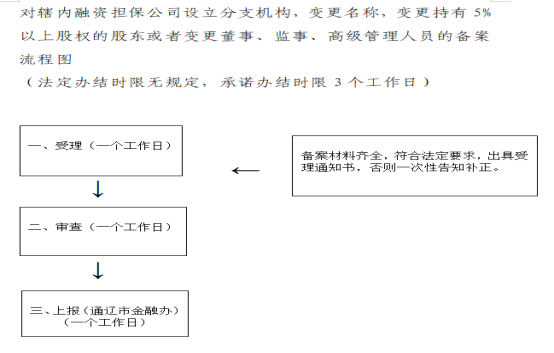 对辖内融资担保公司设立分支机构，变更名称，变更持有 5%
以上股权的股东或者变更董事、监事、高级管理人员的备案
流程图
（法定办结时限无规定，承诺办结时限 3 个工作日）
一、受理（一个工作日）
备案材料齐全，符合法定要求，出具受
理通知书，否则一次性告知补正。
二、审查（一个工作日）
三、上报（通辽市金融办）
（一个工作日）